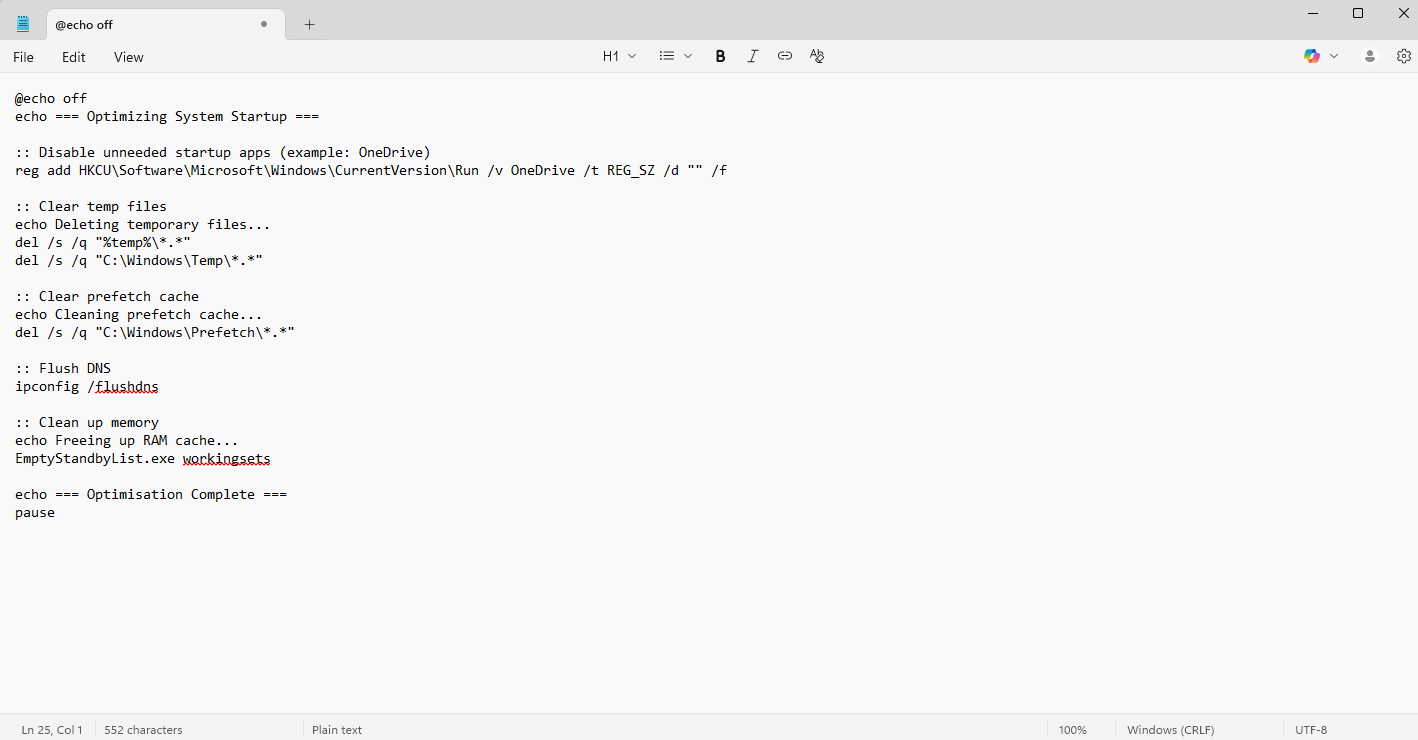 @echo off
File Edit View H1 B I
@echo off
echo === Optimizing System Startup ===
:: Disable unneeded startup apps (example: OneDrive)
reg add HKCU\Software\Microsoft\Windows\CurrentVersion\Run /v OneDrive /t REG_SZ /d "" /f
:: Clear temp files
echo Deleting temporary files...
del /s /q "%temp%\*.*"
del /s /q "C:\Windows\Temp\*.*"
:: Clear prefetch cache
echo Cleaning prefetch cache...
del /s /q "C:\Windows\Prefetch\*.*"
:: Flush DNS
ipconfig /flushdns
:: Clean up memory
echo Freeing up RAM cache...
EmptyStandbyList.exe workingsets
echo === Optimisation Complete ===
pause
Ln 25, Col 1 552 characters Plain text 100% Windows (CRLF) UTF-8